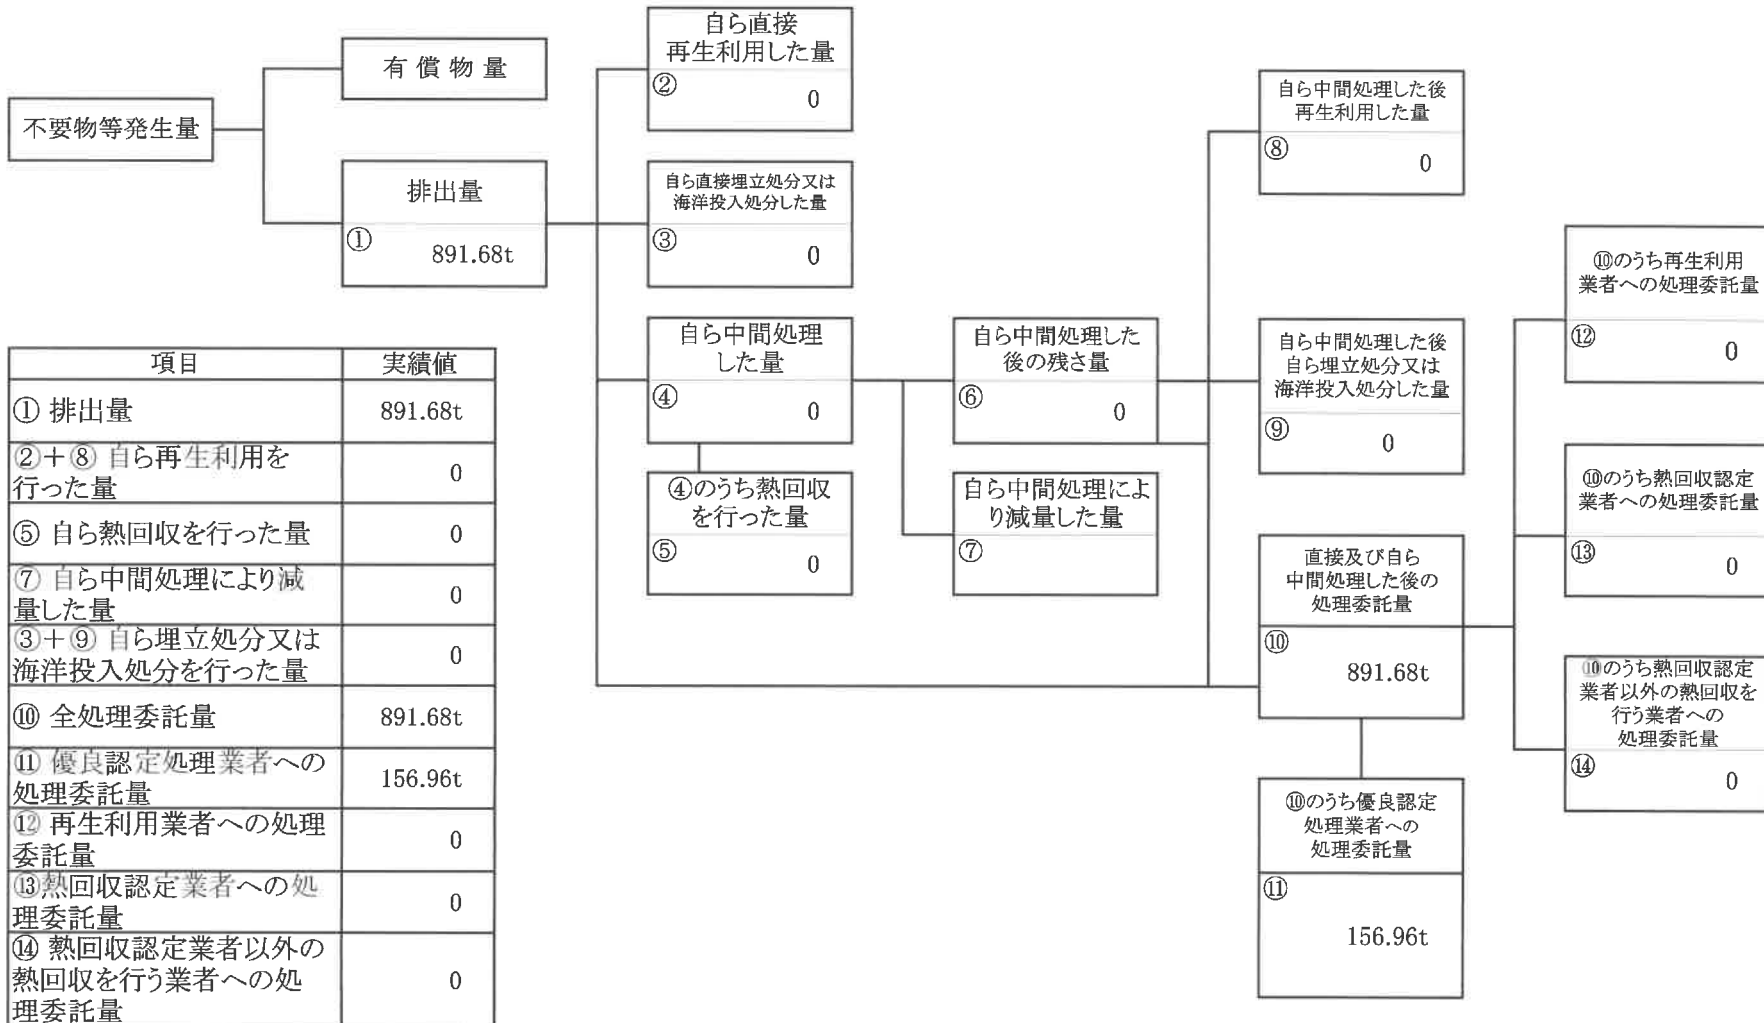 不要物等発生量
有 償 物 量
排出量
①
891.68t
自ら直接
再生利用した量
②
0
自ら直接埋立処分又は
海洋投入処分した量
③
0
自ら中間処理
した量
④
0
④のうち熱回収
を行った量
⑤
0
自ら中間処理した
後の残さ量
⑥
0
自ら中間処理によ
り減量した量
⑦
自ら中間処理した後
再生利用した量
⑧
0
自ら中間処理した後
自ら埋立処分又は
海洋投入処分した量
⑨
0
直接及び自ら
中間処理した後の
処理委託量
⑩
891.68t
⑩のうち優良認定
処理業者への
処理委託量
⑪
156.96t
⑩のうち再生利用
業者への処理委託量
⑫
0
⑩のうち熱回収認定
業者への処理委託量
⑬
0
⑩のうち熱回収認定
業者以外の熱回収を
行う業者への
処理委託量
⑭
0
項目 実績値
① 排出量 891.68t
②+⑧ 自ら再生利用を
行った量 0
⑤ 自ら熱回収を行った量 0
⑦ 自ら中間処理により減
量した量 0
③+⑨ 自ら埋立処分又は
海洋投入処分を行った量 0
⑩ 全処理委託量 891.68t
⑪ 優良認定処理業者への
処理委託量 156.96t
⑫ 再生利用業者への処理
委託量 0
⑬熱回収認定業者への処
理委託量 0
⑭ 熱回収認定業者以外の
熱回収を行う業者への処
理委託量 0